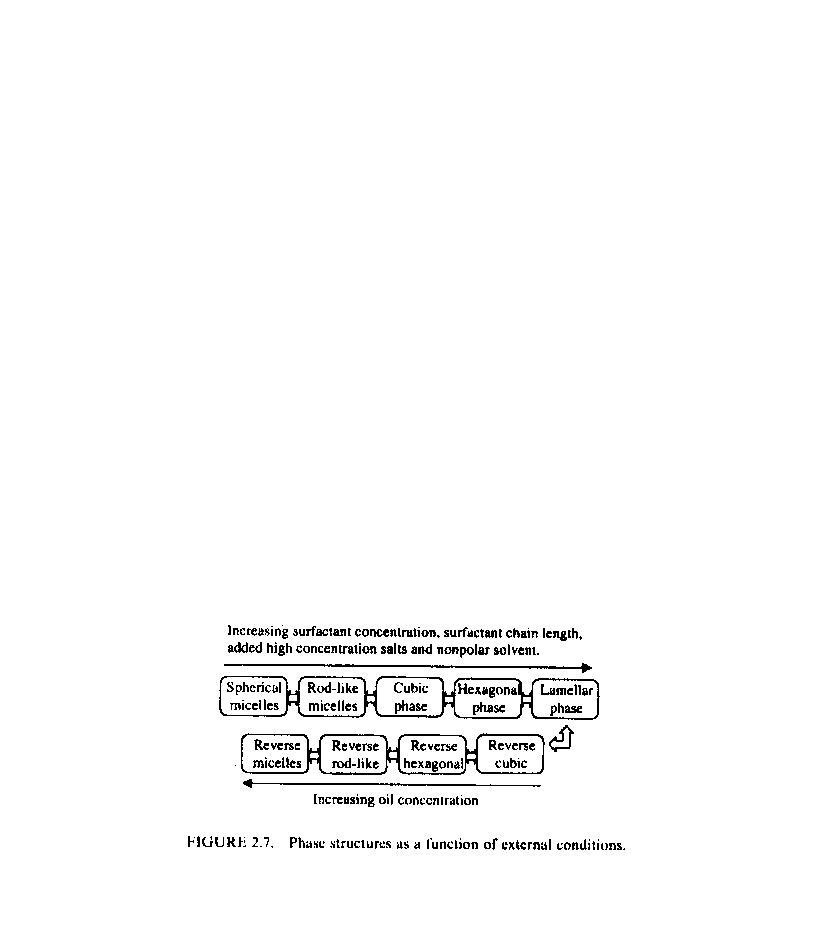 Increasing surfactant concentration, surfactant chain length,
added high concentration salts and nonpolar solvent.
Spherical micelles
Rod-like micelles
Cubic phase
Hexagonal phase
Lamellar phase
Reverse micelles
Reverse rod-like
Reverse hexagonal
Reverse cubic
Increasing oil concentration
FIGURE 2.7. Phase structures as a function of external conditions.